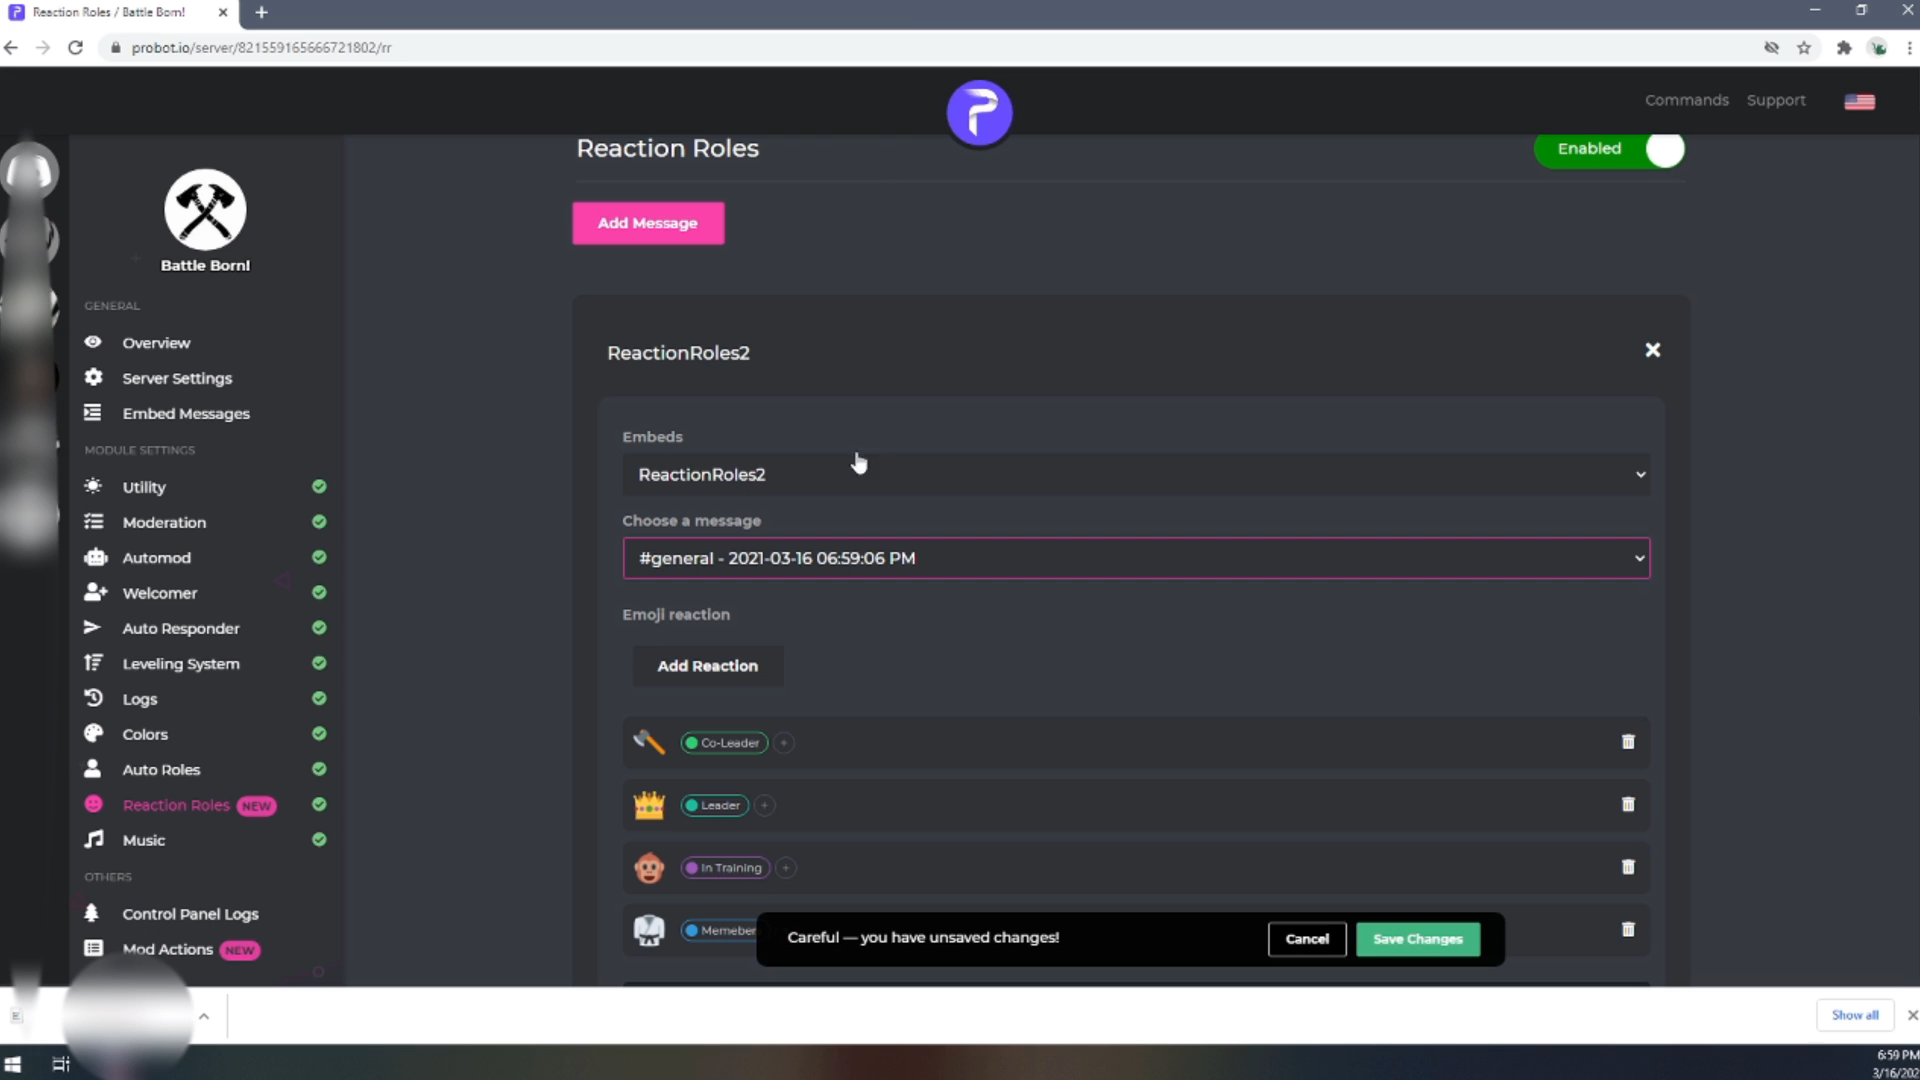 Reaction Roles / Battle Born!
probot.io/server/821559165666721802/rr
Commands Support
Reaction Roles
Enabled
Add Message
Battle Born!
GENERAL
Overview
Server Settings
Embed Messages
MODULE SETTINGS
Utility
Moderation
Automod
Welcomer
Auto Responder
Leveling System
Logs
Colors
Auto Roles
Reaction Roles NEW
Music
OTHERS
Control Panel Logs
Mod Actions NEW
ReactionRoles2
Embeds
ReactionRoles2
Choose a message
#general - 2021-03-16 06:59:06 PM
Emoji reaction
Add Reaction
Co-Leader
Leader
In Training
Memeber
Careful — you have unsaved changes!
Cancel
Save Changes
Show all
6:59 PM
3/16/202